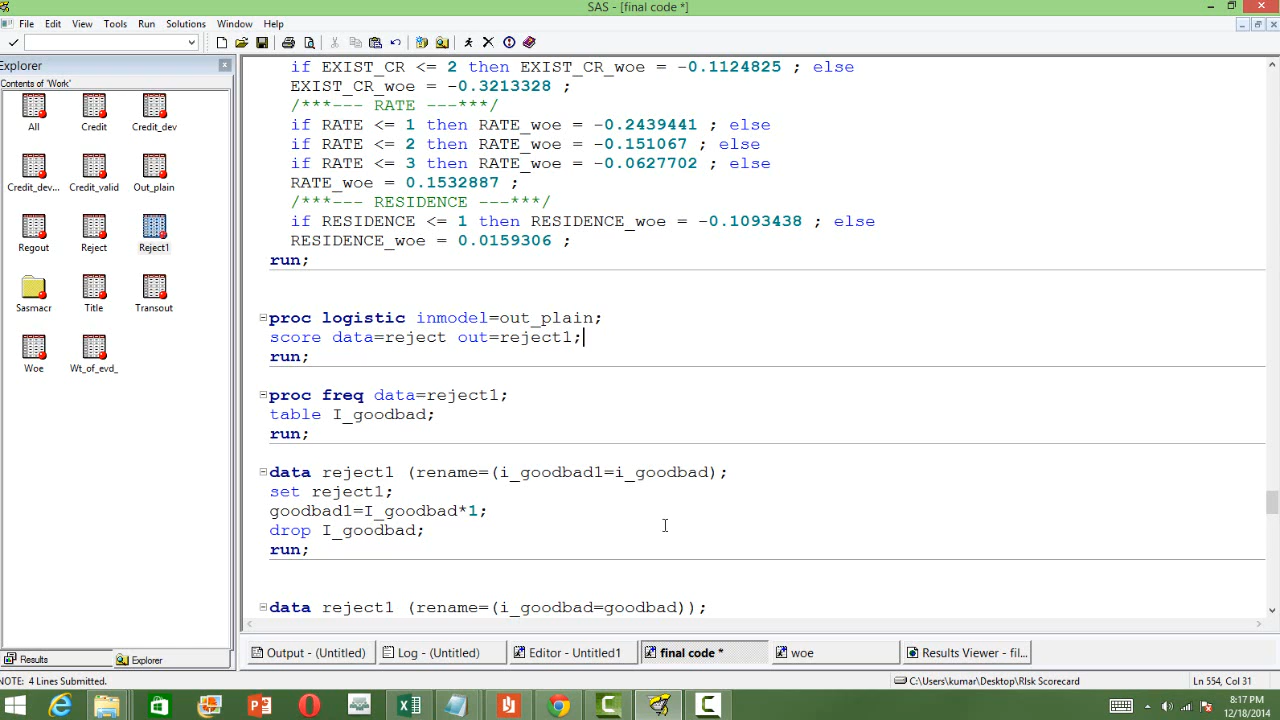 SAS - [final code *]
File Edit View Tools Run Solutions Window Help
Explorer
Contents of 'Work'
All Credit Credit_dev
Credit_dev... Credit_valid Out_plain
Regout Reject Reject1
Sasmacr Title Transout
Woe Wt_of_evd_
if EXIST_CR <= 2 then EXIST_CR_woe = -0.1124825 ; else
EXIST_CR_woe = -0.3213328 ;
/***--- RATE ---***/
if RATE <= 1 then RATE_woe = -0.2439441 ; else
if RATE <= 2 then RATE_woe = -0.151067 ; else
if RATE <= 3 then RATE_woe = -0.0627702 ; else
RATE_woe = 0.1532887 ;
/***--- RESIDENCE ---***/
if RESIDENCE <= 1 then RESIDENCE_woe = -0.1093438 ; else
RESIDENCE_woe = 0.0159306 ;
run;
proc logistic inmodel=out_plain;
score data=reject out=reject1;
run;
proc freq data=reject1;
table I_goodbad;
run;
data reject1 (rename=(i_goodbad1=i_goodbad);
set reject1;
goodbad1=I_goodbad*1;
drop I_goodbad;
run;
data reject1 (rename=(i_goodbad=goodbad));
Results Explorer
Output - (Untitled) Log - (Untitled) Editor - Untitled1 final code * woe Results Viewer - fil...
NOTE: 4 Lines Submitted.
C:\Users\kumar\Desktop\RIsk Scorecard
Ln 554, Col 31
8:17 PM
12/18/2014